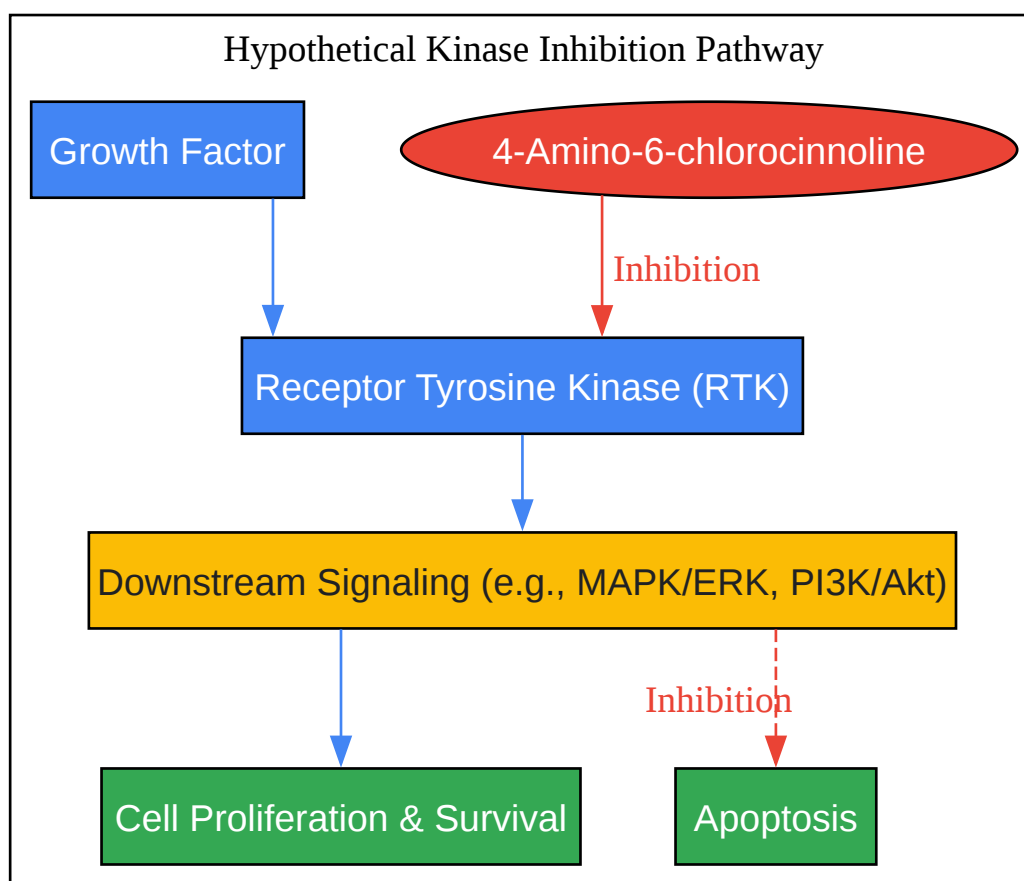 Hypothetical Kinase Inhibition Pathway
Growth Factor
4-Amino-6-chlorocinnoline
Inhibition
Receptor Tyrosine Kinase (RTK)
Downstream Signaling (e.g., MAPK/ERK, PI3K/Akt)
Inhibition
Cell Proliferation & Survival
Apoptosis